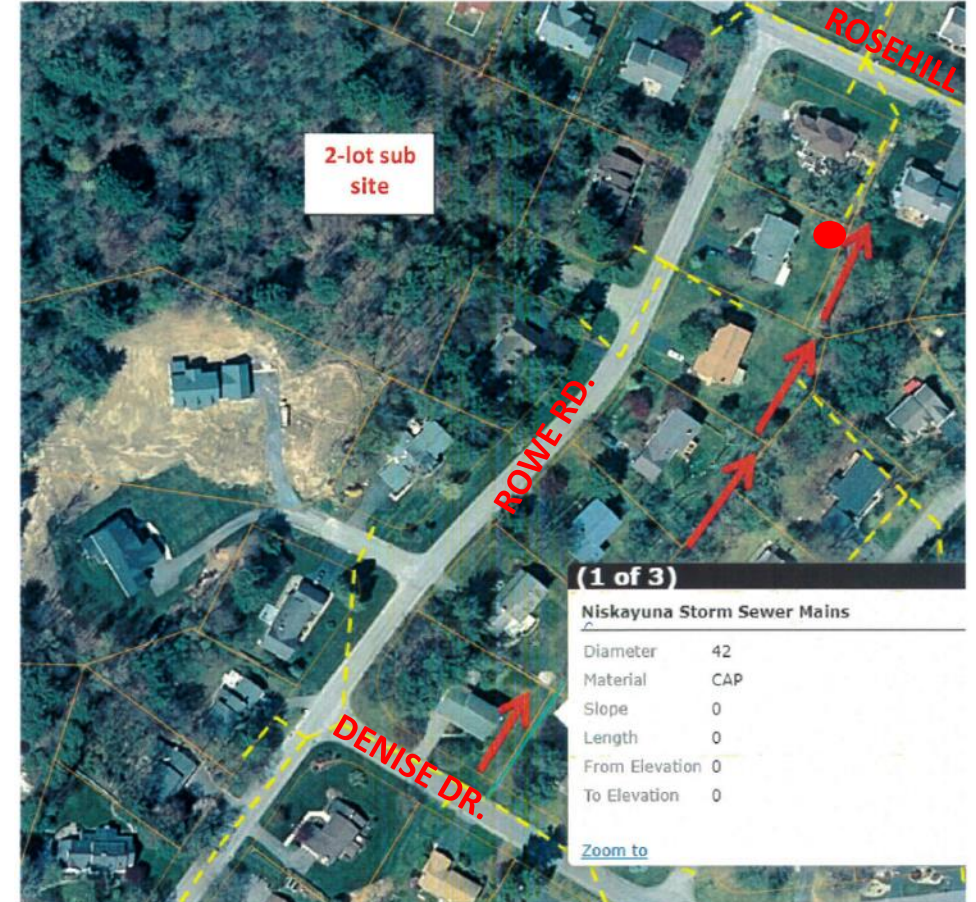 ROSEHILL
2-lot sub
site
ROWE RD.
(1 of 3)
Niskayuna Storm Sewer Mains
Diameter 42
Material CAP
Slope 0
Length 0
From Elevation 0
To Elevation 0
Zoom to
DENISE DR.